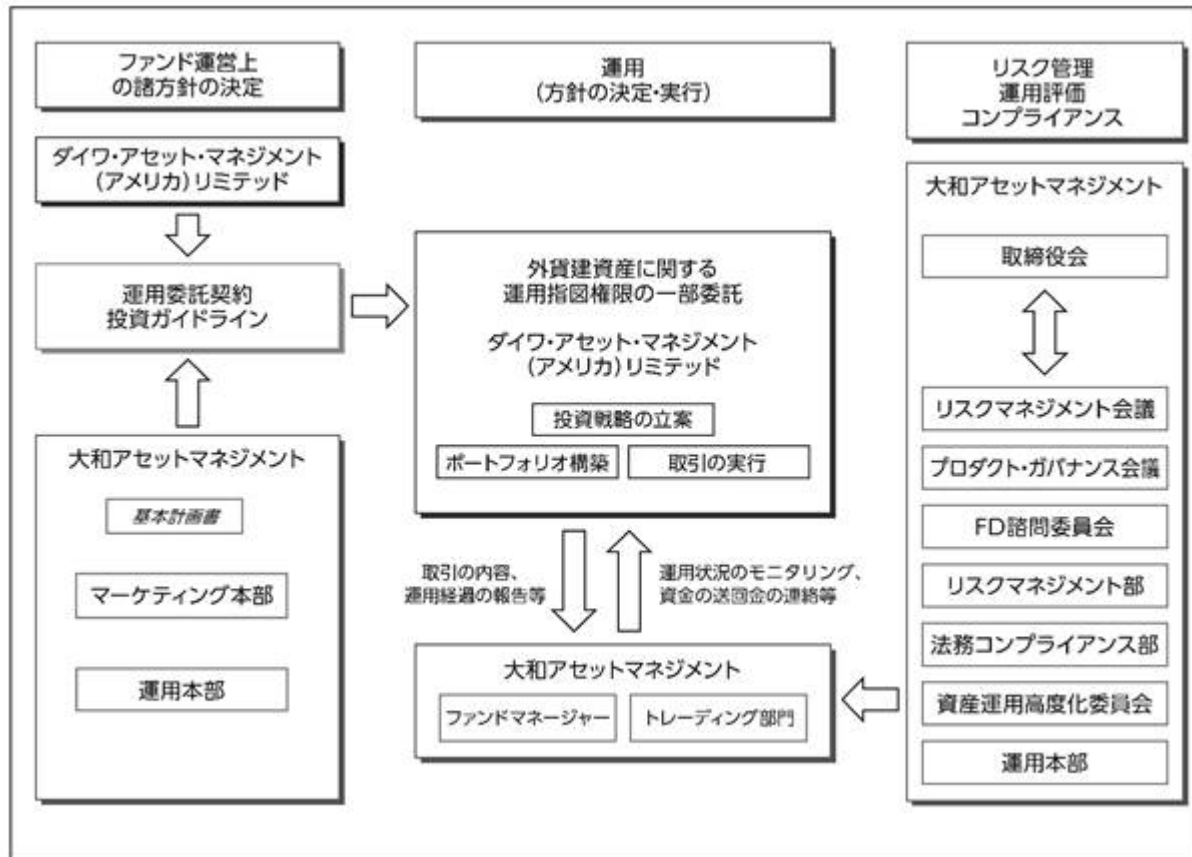 ファンド運営上
の諸方針の決定
ダイワ・アセット・マネジメント
(アメリカ)リミテッド
運用委託契約
投資ガイドライン
大和アセットマネジメント
基本計画書
マーケティング本部
運用本部
運用
(方針の決定・実行)
外貨建資産に関する
運用指図権限の一部委託
ダイワ・アセット・マネジメント
(アメリカ)リミテッド
投資戦略の立案
ポートフォリオ構築
取引の実行
取引の内容、
運用経過の報告等
運用状況のモニタリング、
資金の送回金の連絡等
大和アセットマネジメント
ファンドマネージャー
トレーディング部門
リスク管理
運用評価
コンプライアンス
大和アセットマネジメント
取締役会
リスクマネジメント会議
プロダクト・ガバナンス会議
FD諮問委員会
リスクマネジメント部
法務コンプライアンス部
資産運用高度化委員会
運用本部